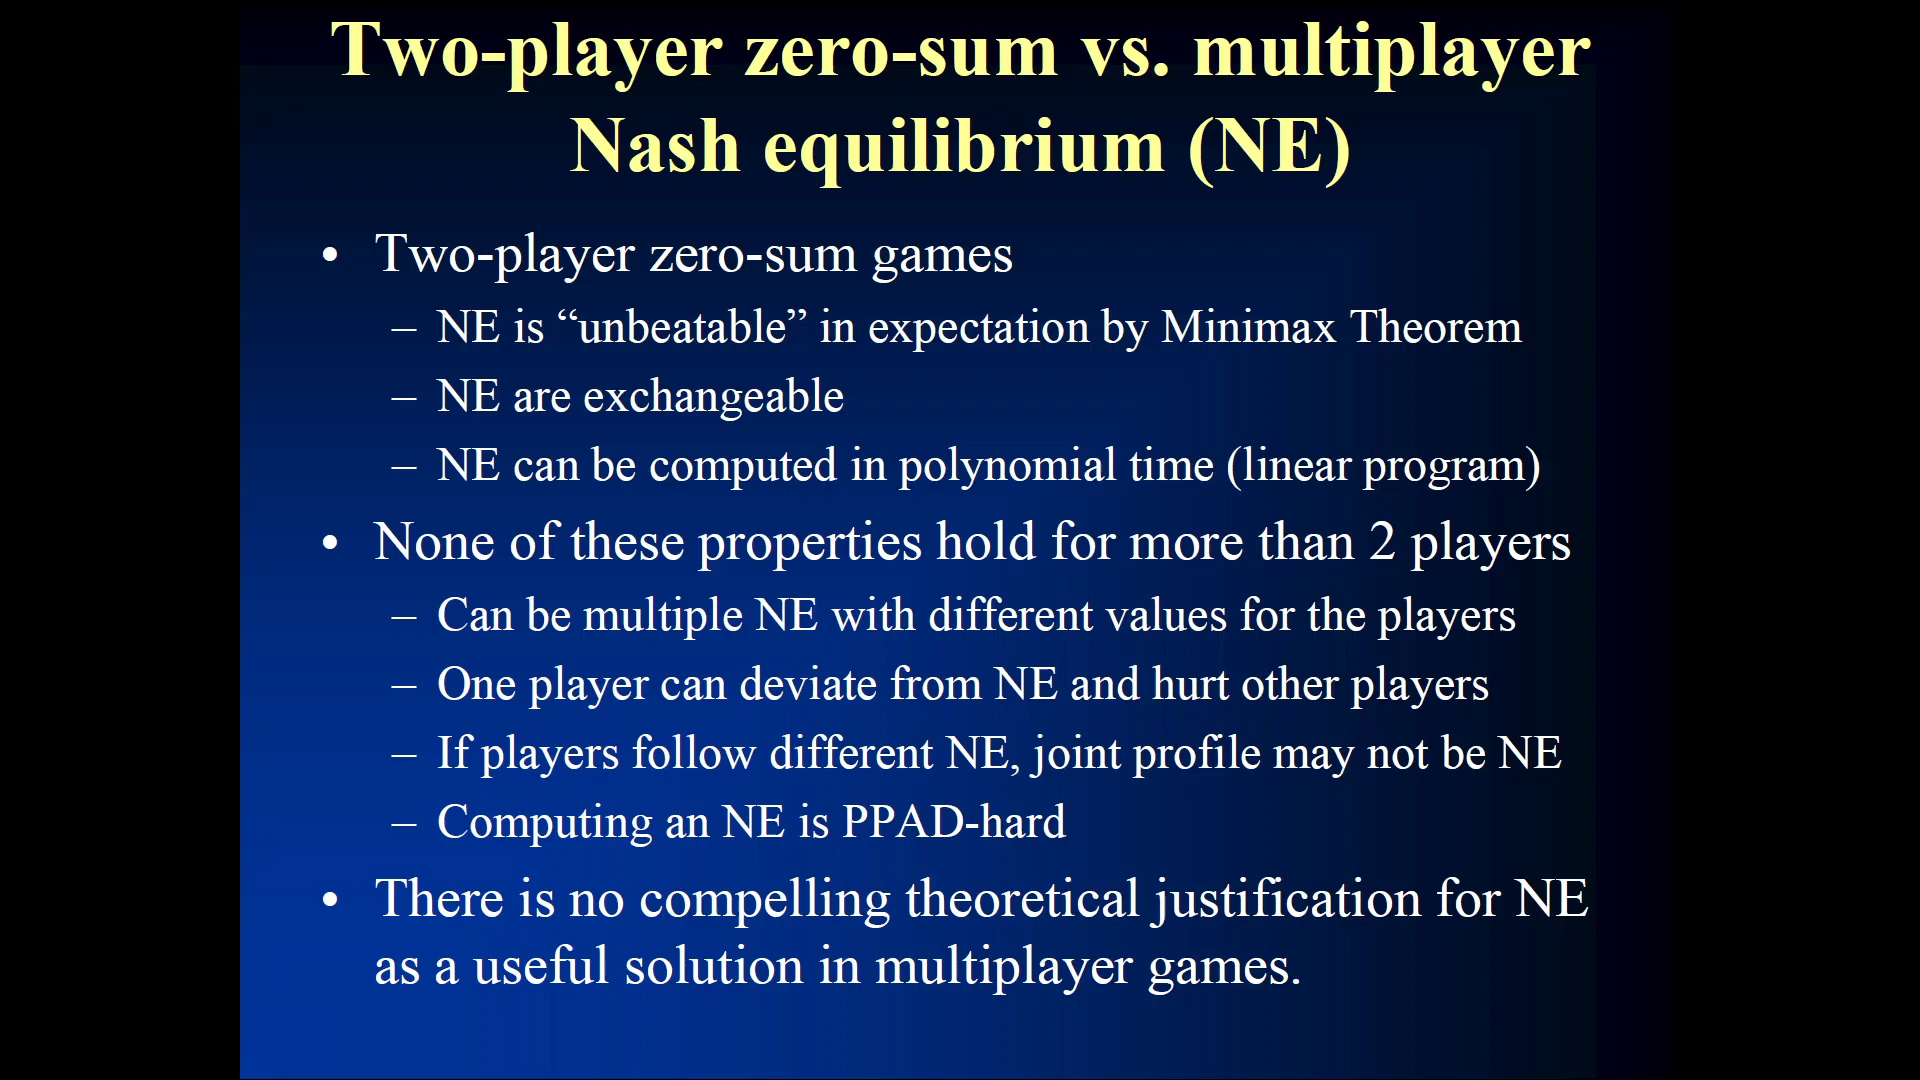 Two-player zero-sum vs. multiplayer
Nash equilibrium (NE)
• Two-player zero-sum games
– NE is “unbeatable” in expectation by Minimax Theorem
– NE are exchangeable
– NE can be computed in polynomial time (linear program)
• None of these properties hold for more than 2 players
– Can be multiple NE with different values for the players
– One player can deviate from NE and hurt other players
– If players follow different NE, joint profile may not be NE
– Computing an NE is PPAD-hard
• There is no compelling theoretical justification for NE
as a useful solution in multiplayer games.